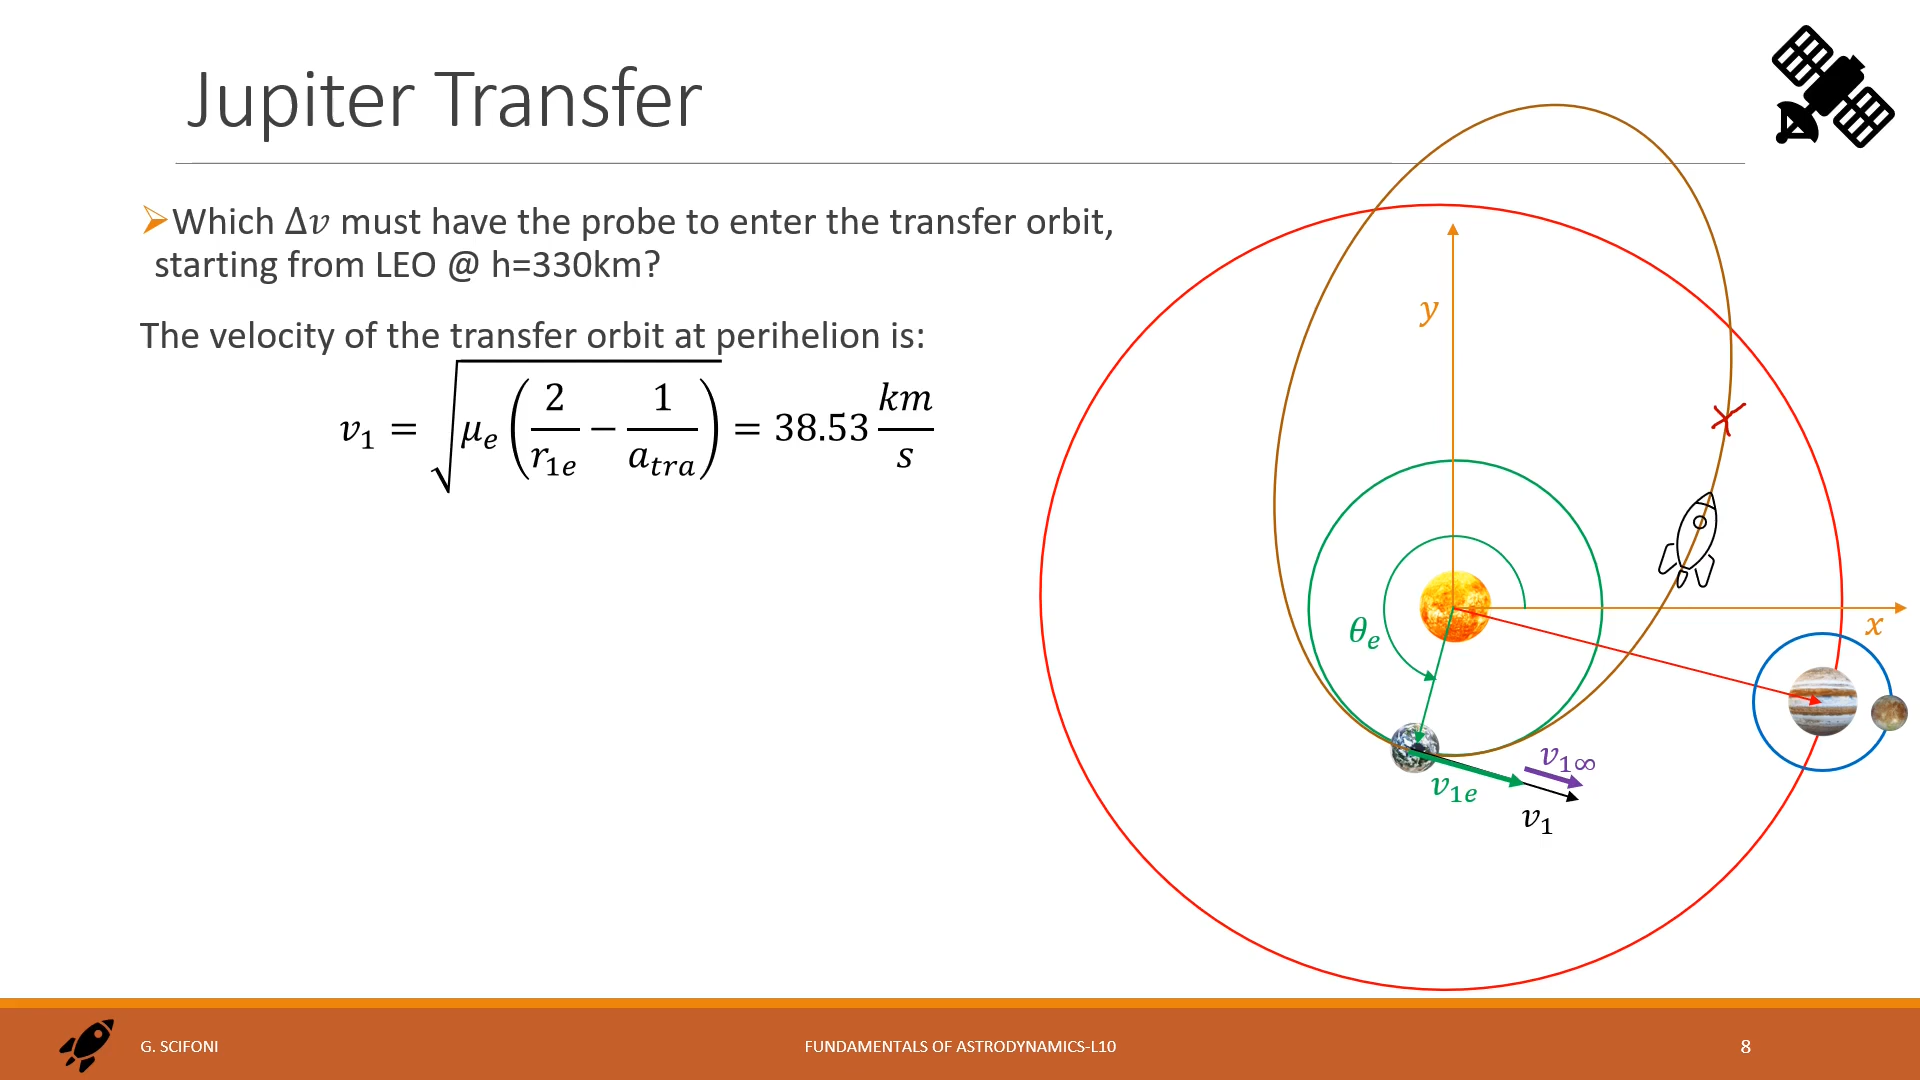 Jupiter Transfer
Which Δ𝑣 must have the probe to enter the transfer orbit,
starting from LEO @ h=330km?
The velocity of the transfer orbit at perihelion is:
𝑣₁ = √(𝜇ₑ(2/𝑟₁ₑ − 1/𝑎ₜᵣₐ)) = 38.53 𝑘𝑚/𝑠
𝑦
𝑥
𝜃ₑ
𝑣₁∞
𝑣₁ₑ
𝑣₁
G. SCIFONI
FUNDAMENTALS OF ASTRODYNAMICS-L10
8